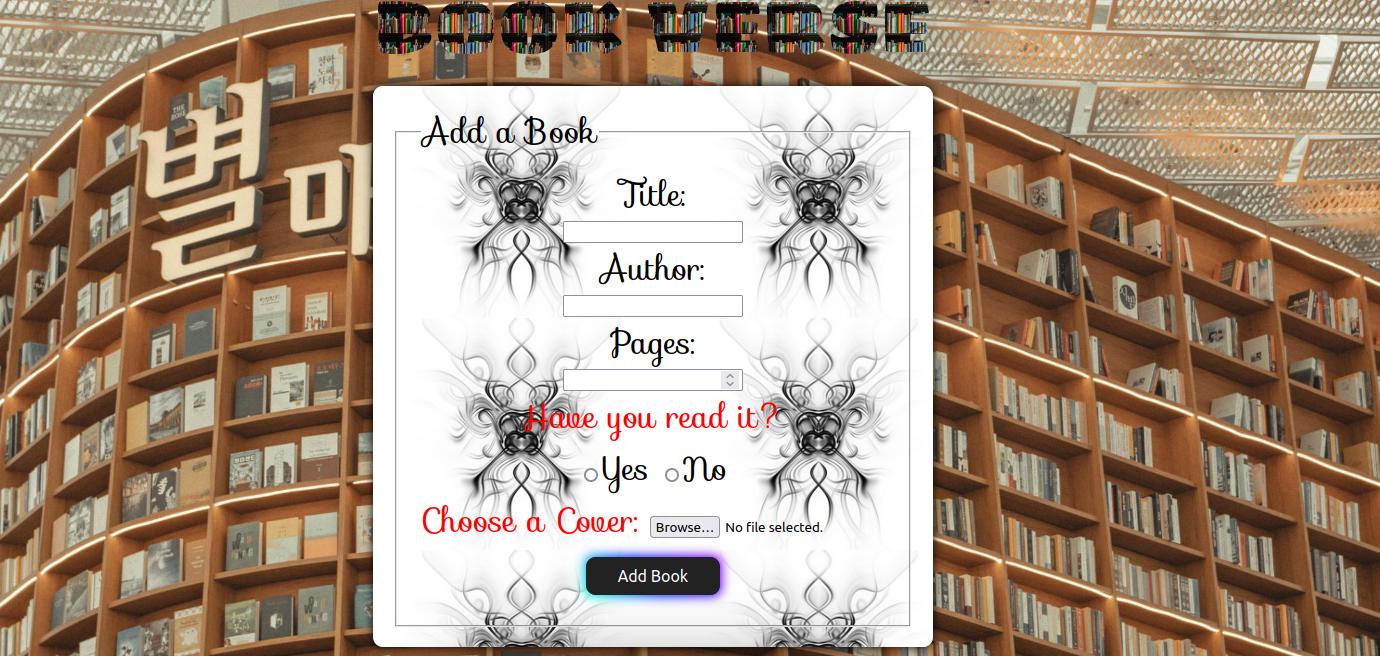 BOOK VERSE
별마
Add a Book
Title:
Author:
Pages:
Have you read it?
Yes No
Choose a Cover: Browse... No file selected.
Add Book